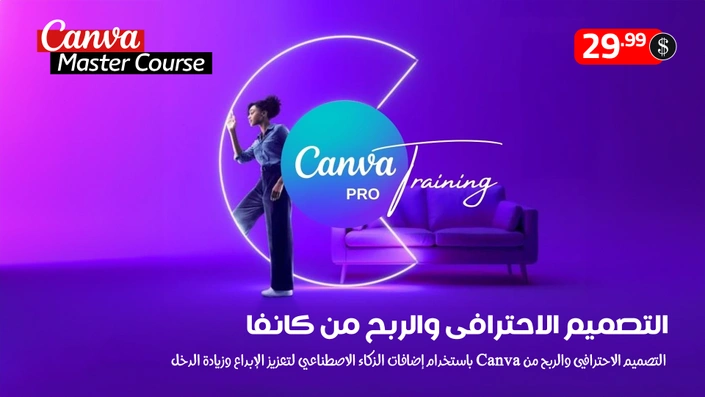 Canva
Master Course
29.99 $
Canva
PRO
Training
التصميم الاحترافى والربح من كانفا
التصميم الاحترافي والربح من Canva باستخدام إضافات الذكاء الاصطناعي لتعزيز الإبداع وزيادة الدخل